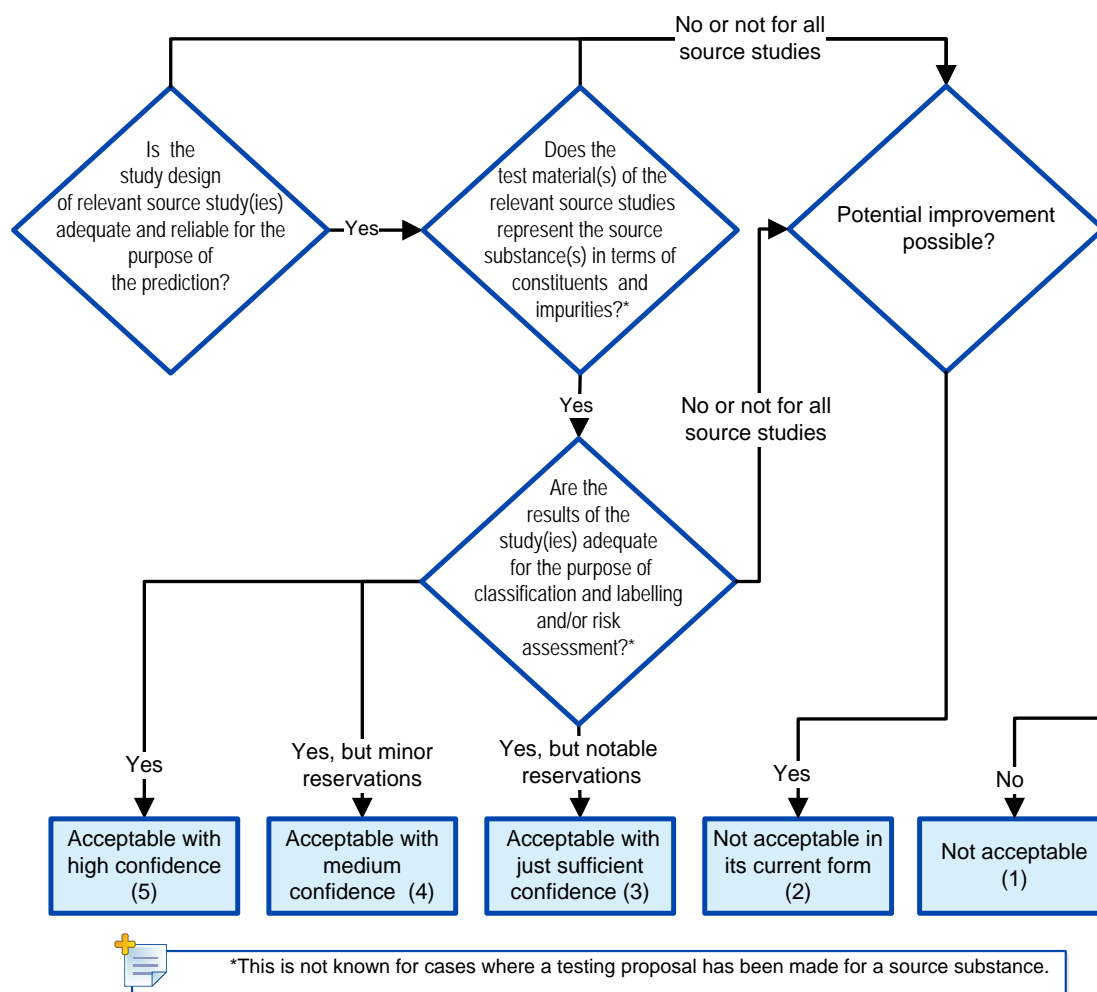 No or not for all
source studies
Is the
study design
of relevant source study(ies)
adequate and reliable for the
purpose of
the prediction?
Yes
Does the
test material(s) of the
relevant source studies
represent the source
substance(s) in terms of
constituents and
impurities?*
Potential improvement
possible?
Yes
No or not for all
source studies
Are the
results of the
study(ies) adequate
for the purpose of
classification and labelling
and/or risk
assessment?*
Yes
Yes, but minor
reservations
Yes, but notable
reservations
Yes
No
Acceptable with
high confidence
(5)
Acceptable with
medium
confidence (4)
Acceptable with
just sufficient
confidence (3)
Not acceptable in
its current form
(2)
Not acceptable
(1)
*This is not known for cases where a testing proposal has been made for a source substance.